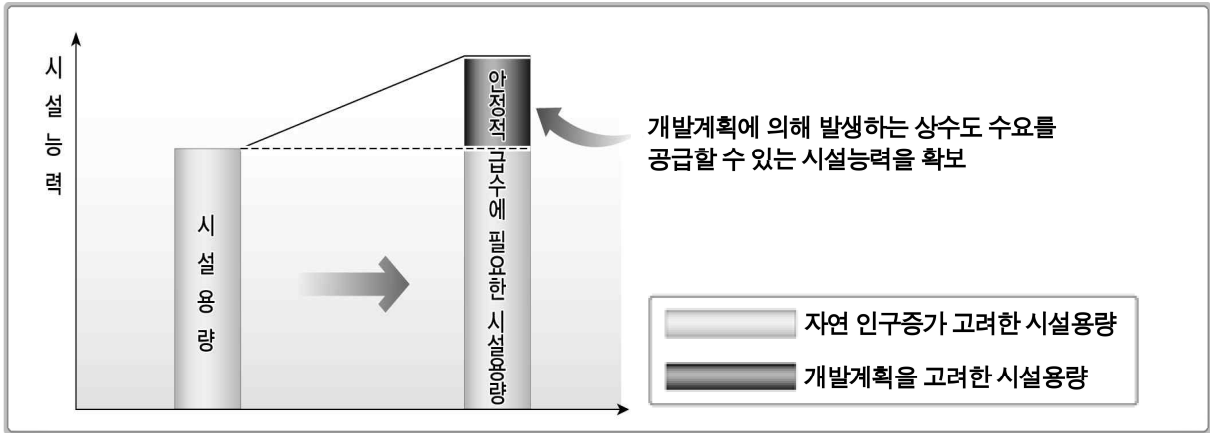 시설능력
시설용량
안정적 급수에 필요한 시설용량
개발계획에 의해 발생하는 상수도 수요를
공급할 수 있는 시설능력을 확보
자연 인구증가 고려한 시설용량
개발계획을 고려한 시설용량